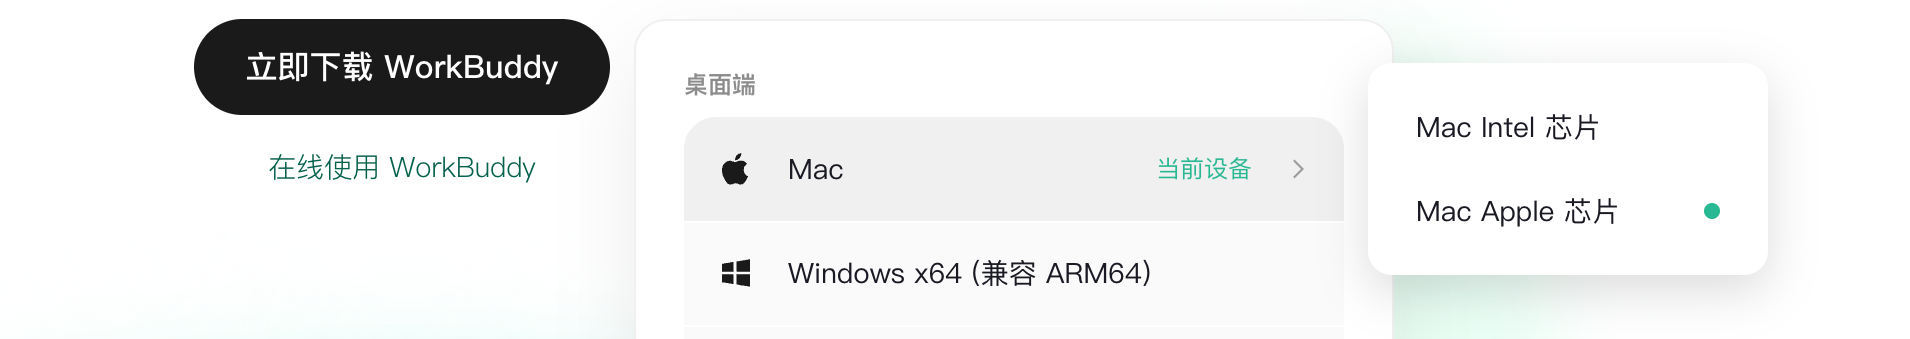 立即下载 WorkBuddy
在线使用 WorkBuddy
桌面端
Mac 当前设备
Windows x64 (兼容 ARM64)
Mac Intel 芯片
Mac Apple 芯片